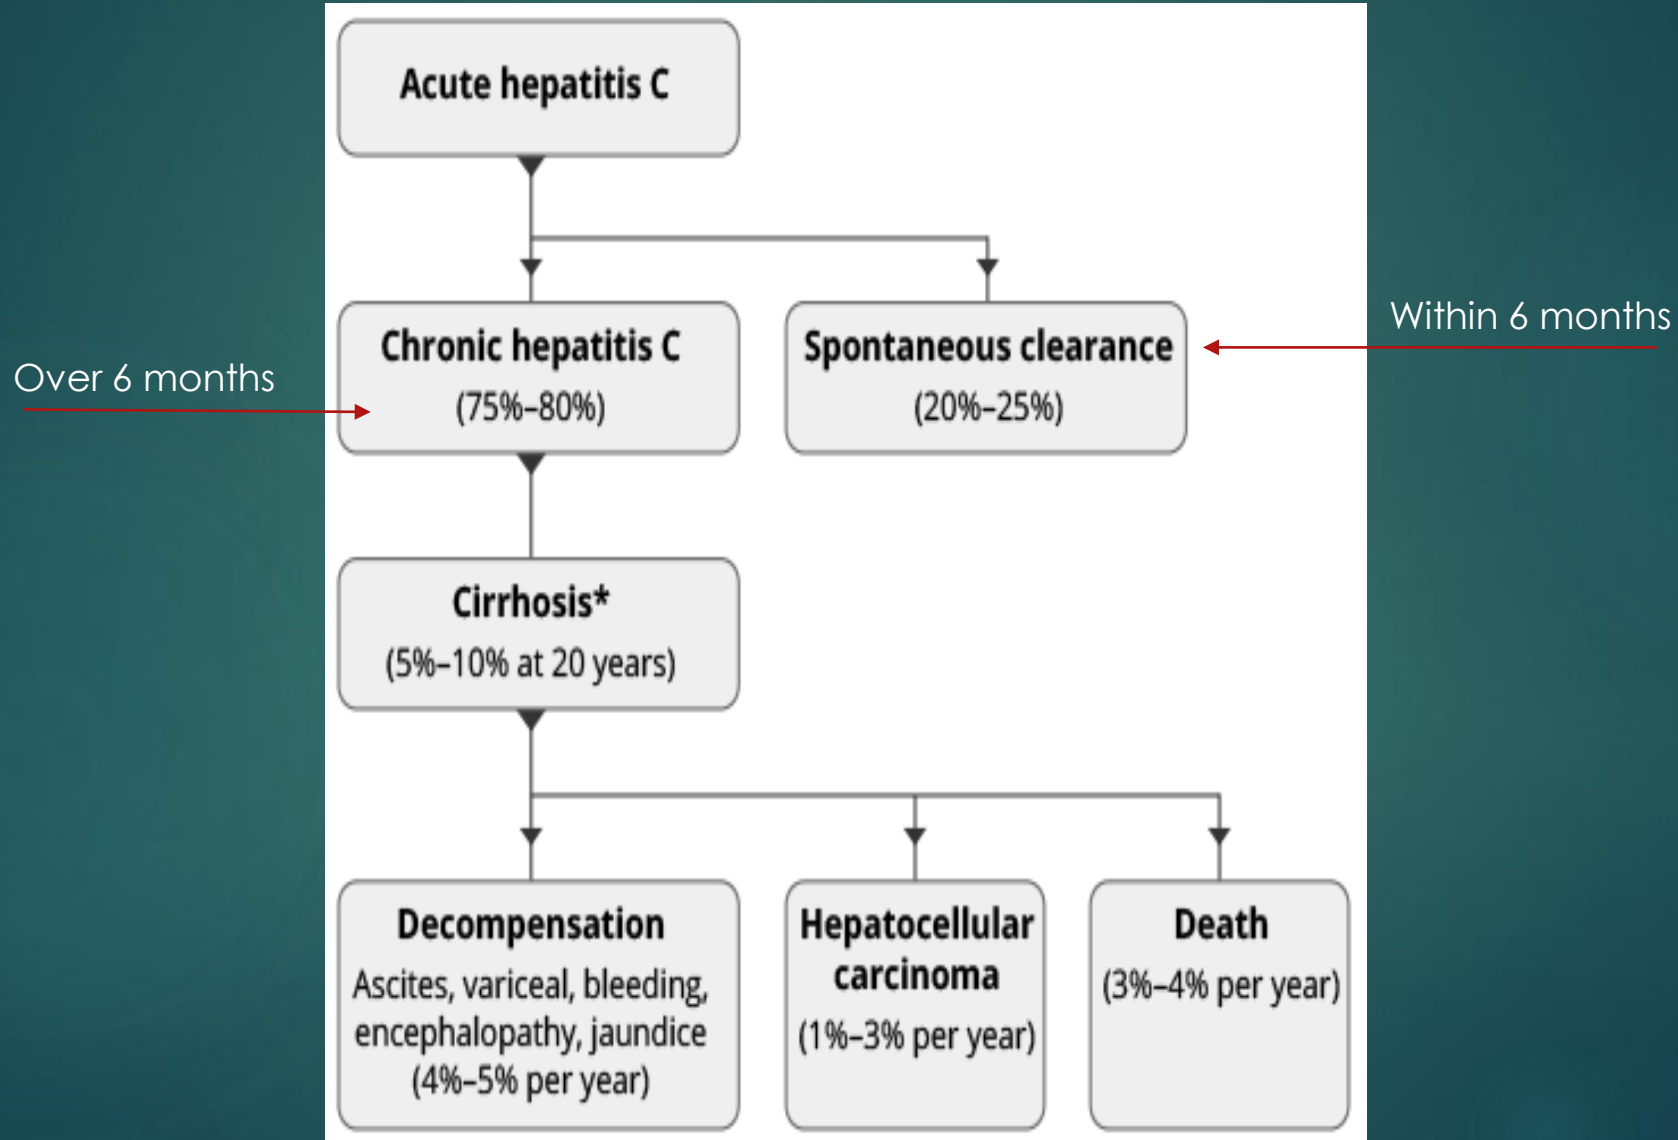 Acute hepatitis C
Chronic hepatitis C
(75%–80%)
Spontaneous clearance
(20%–25%)
Within 6 months
Over 6 months
Cirrhosis*
(5%–10% at 20 years)
Decompensation
Ascites, variceal, bleeding,
encephalopathy, jaundice
(4%–5% per year)
Hepatocellular
carcinoma
(1%–3% per year)
Death
(3%–4% per year)